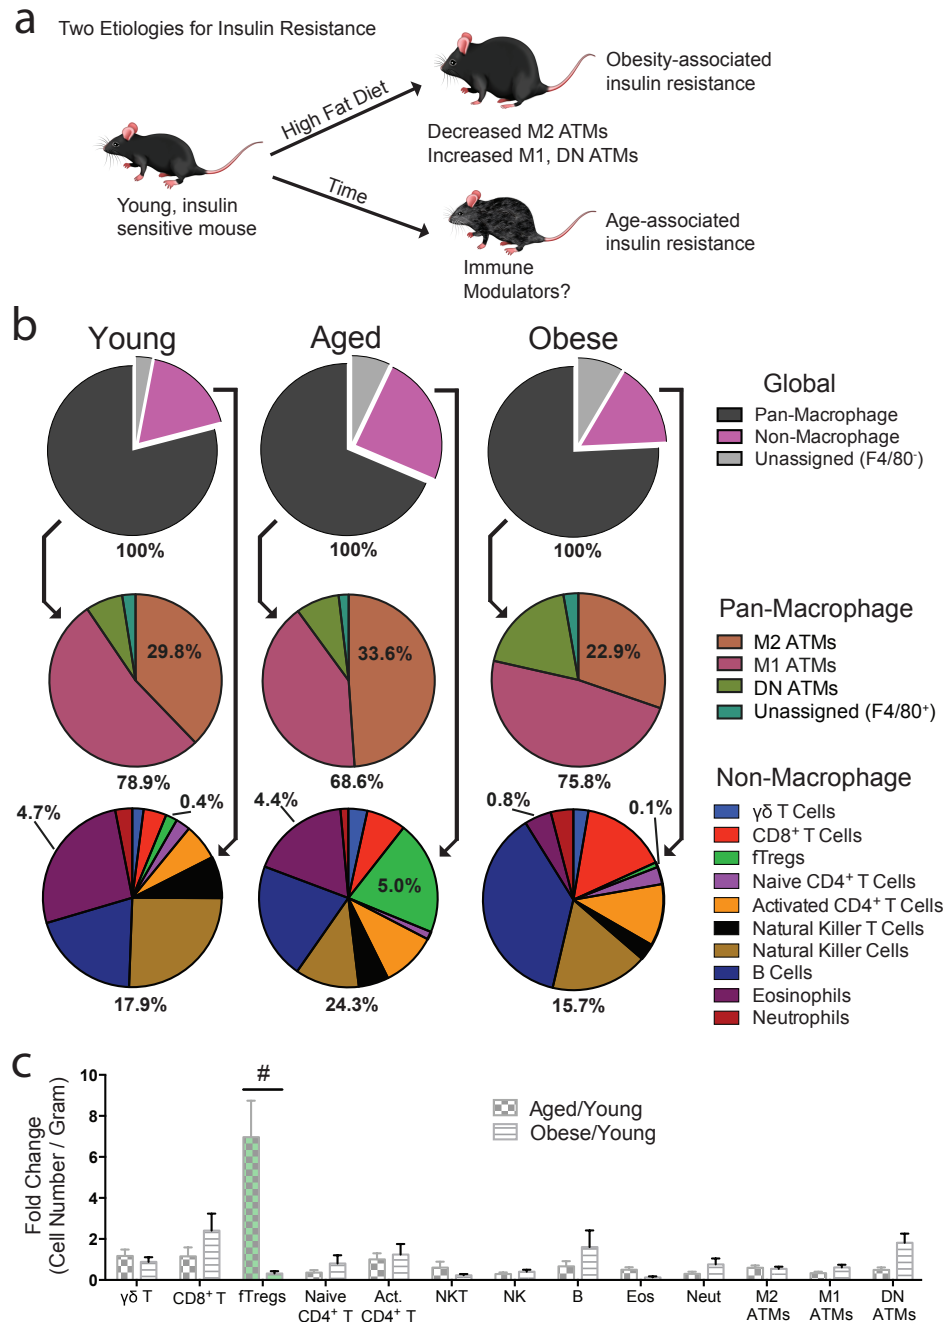 a
Two Etiologies for Insulin Resistance
High Fat Diet
Obesity-associated
insulin resistance
Decreased M2 ATMs
Increased M1, DN ATMs
Young, insulin
sensitive mouse
Time
Age-associated
insulin resistance
Immune
Modulators?
b
Young
Aged
Obese
Global
Pan-Macrophage
Non-Macrophage
Unassigned (F4/80⁻)
100%
100%
100%
29.8%
33.6%
22.9%
Pan-Macrophage
M2 ATMs
M1 ATMs
DN ATMs
Unassigned (F4/80⁺)
78.9%
68.6%
75.8%
4.7%
0.4%
4.4%
5.0%
0.8%
0.1%
Non-Macrophage
γδ T Cells
CD8⁺ T Cells
fTregs
Naive CD4⁺ T Cells
Activated CD4⁺ T Cells
Natural Killer T Cells
Natural Killer Cells
B Cells
Eosinophils
Neutrophils
17.9%
24.3%
15.7%
c
Fold Change
(Cell Number / Gram)
10
8
6
4
2
0
#
Aged/Young
Obese/Young
γδ T
CD8⁺ T
fTregs
Naive
CD4⁺ T
Act.
CD4⁺ T
NKT
NK
B
Eos
Neut
M2
ATMs
M1
ATMs
DN
ATMs